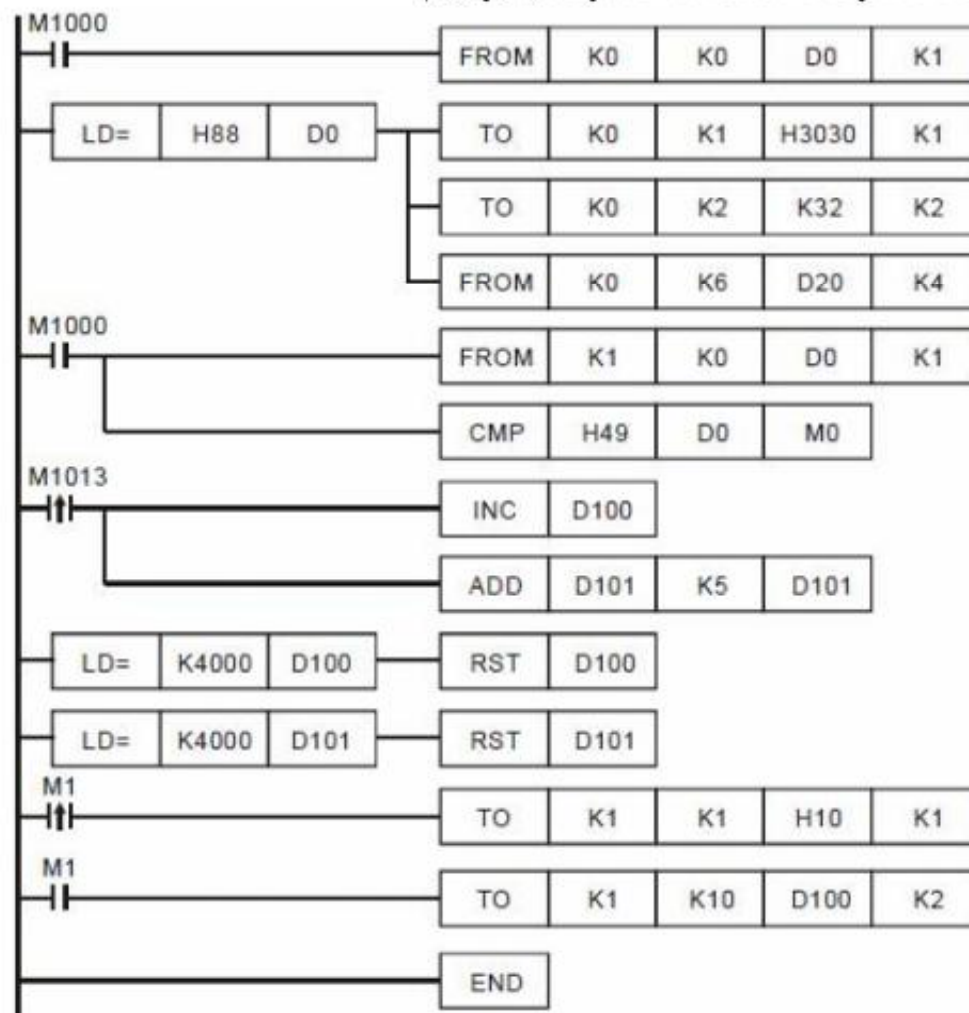 M1000
FROM K0 K0 D0 K1
LD= H88 D0 TO K0 K1 H3030 K1
TO K0 K2 K32 K2
FROM K0 K6 D20 K4
M1000
FROM K1 K0 D0 K1
CMP H49 D0 M0
M1013
INC D100
ADD D101 K5 D101
LD= K4000 D100 RST D100
LD= K4000 D101 RST D101
M1
TO K1 K1 H10 K1
M1
TO K1 K10 D100 K2
END